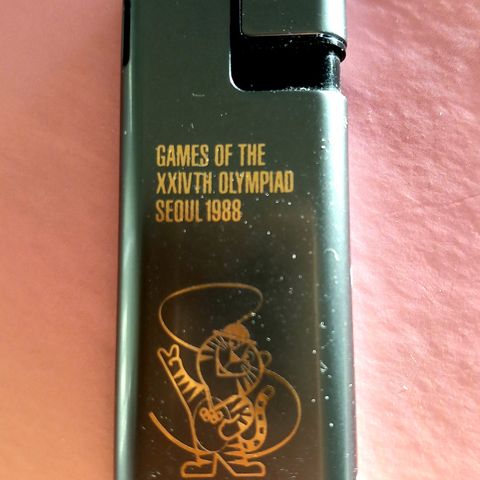 GAMES OF THE
XXIVTH OLYMPIAD
SEOUL 1988